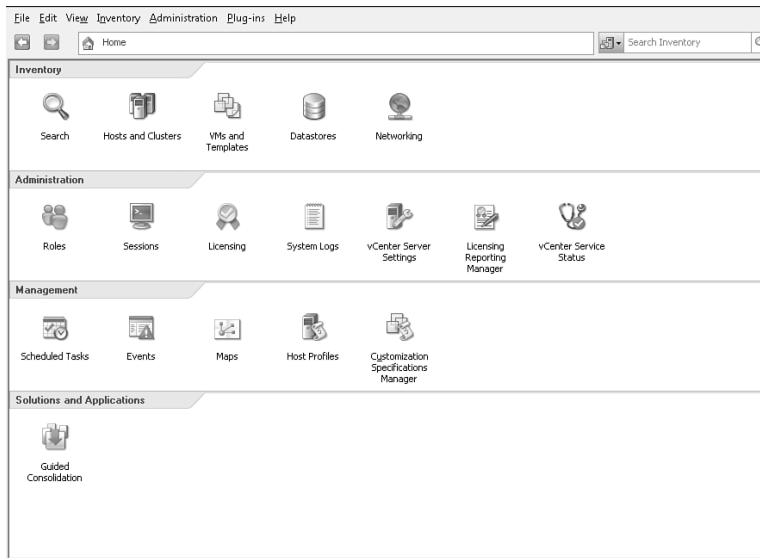 File Edit View Inventory Administration Plug-ins Help
Home
Search Inventory
Inventory
Search
Hosts and Clusters
VMs and
Templates
Datastores
Networking
Administration
Roles
Sessions
Licensing
System Logs
vCenter Server
Settings
Licensing
Reporting
Manager
vCenter Service
Status
Management
Scheduled Tasks
Events
Maps
Host Profiles
Customization
Specifications
Manager
Solutions and Applications
Guided
Consolidation